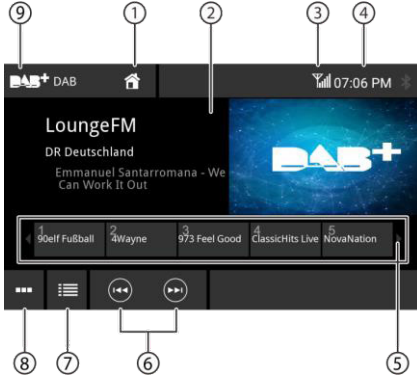 ⑨ ① ② ③ ④
DAB+ DAB 07:06 PM
LoungeFM
DR Deutschland
Emmanuel Santarromana - We
Can Work It Out
DAB+
1 2 3 4 5
90elf Fußball 4Wayne 973 Feel Good ClassicHits Live NovaNation
⑧ ⑦ ⑥ ⑤